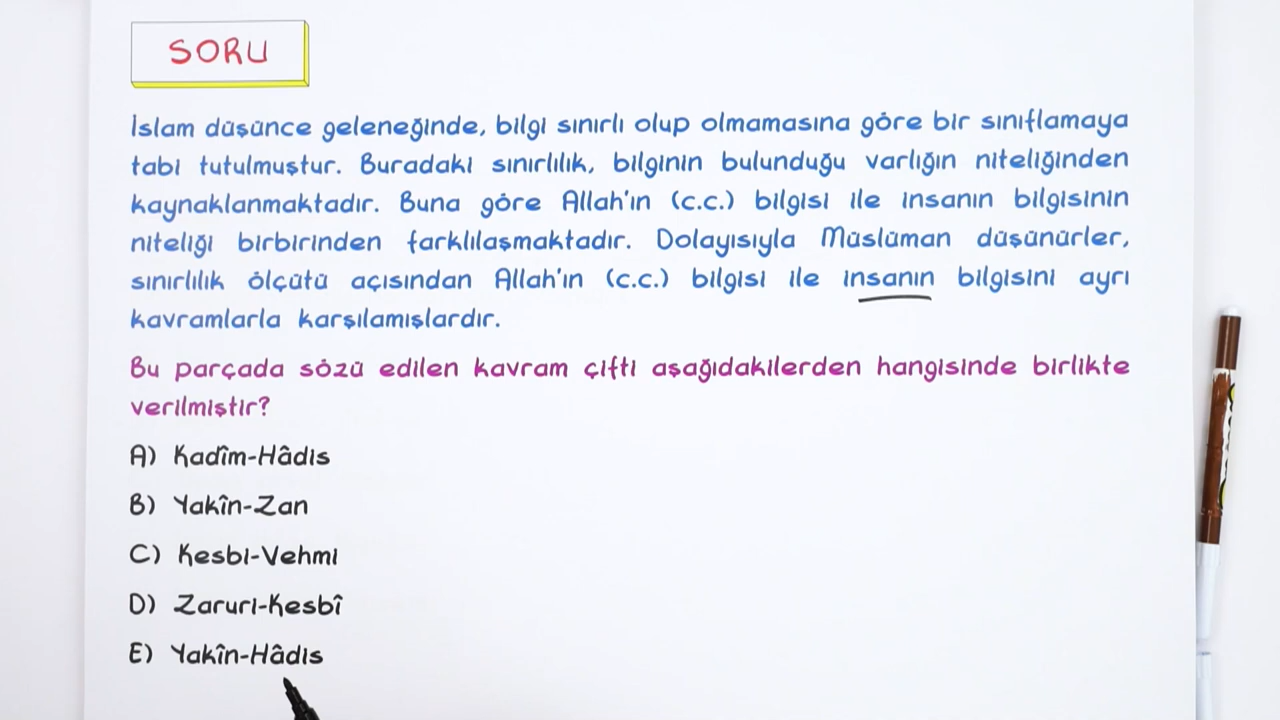 SORU
İslam düşünce geleneğinde, bilgi sınırlı olup olmamasına göre bir sınıflamaya
tabi tutulmuştur. Buradaki sınırlılık, bilginin bulunduğu varlığın niteliğinden
kaynaklanmaktadır. Buna göre Allah'ın (c.c.) bilgisi ile insanın bilgisinin
niteliği birbirinden farklılaşmaktadır. Dolayısıyla Müslüman düşünürler,
sınırlılık ölçütü açısından Allah'ın (c.c.) bilgisi ile insanın bilgisini ayrı
kavramlarla karşılamışlardır.
Bu parçada sözü edilen kavram çifti aşağıdakilerden hangisinde birlikte
verilmiştir?
A) Kadîm-Hâdis
B) Yakîn-Zan
C) Kesbi-Vehmi
D) Zaruri-Kesbî
E) Yakîn-Hâdis